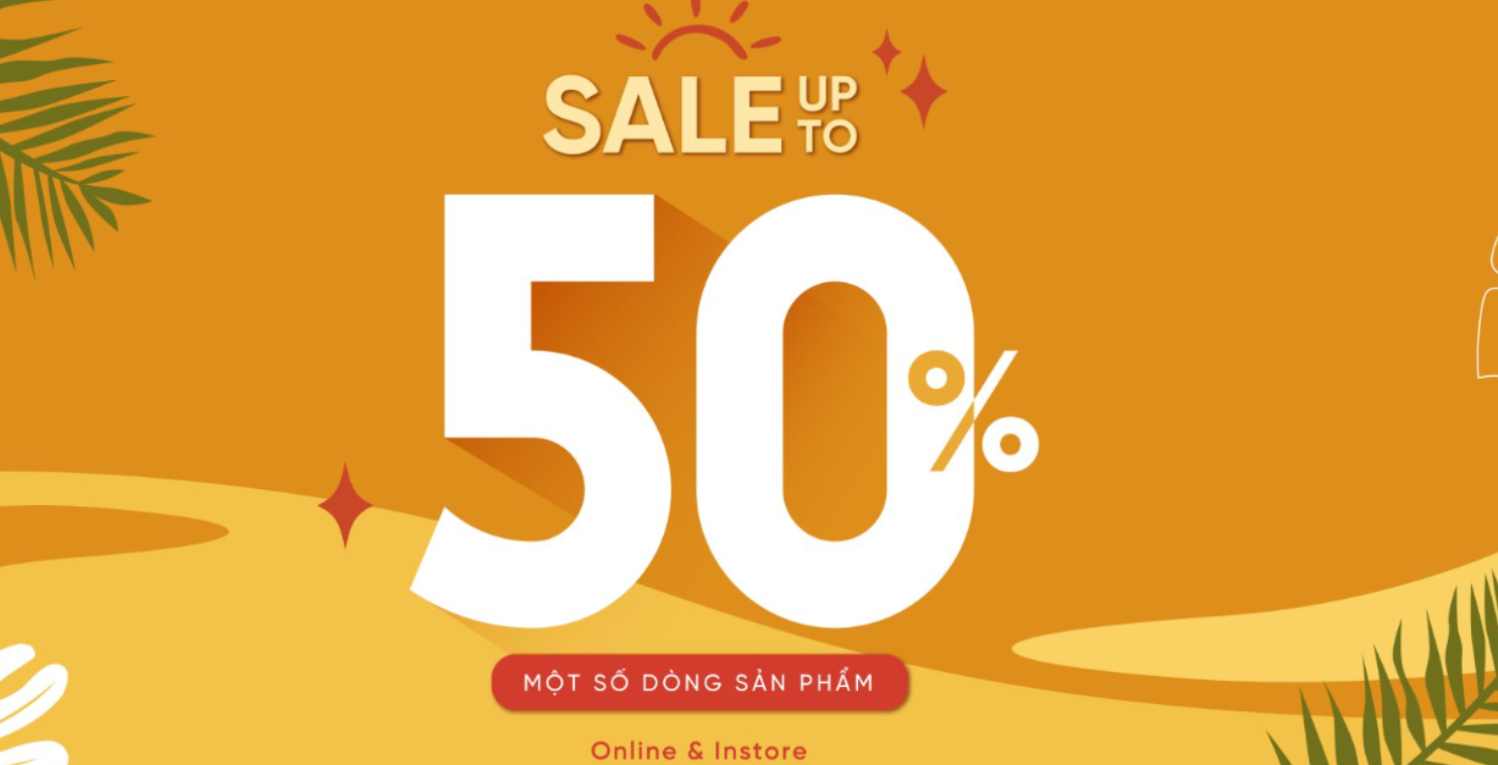 SALE UP TO
50%
MỘT SỐ DÒNG SẢN PHẨM
Online & Instore